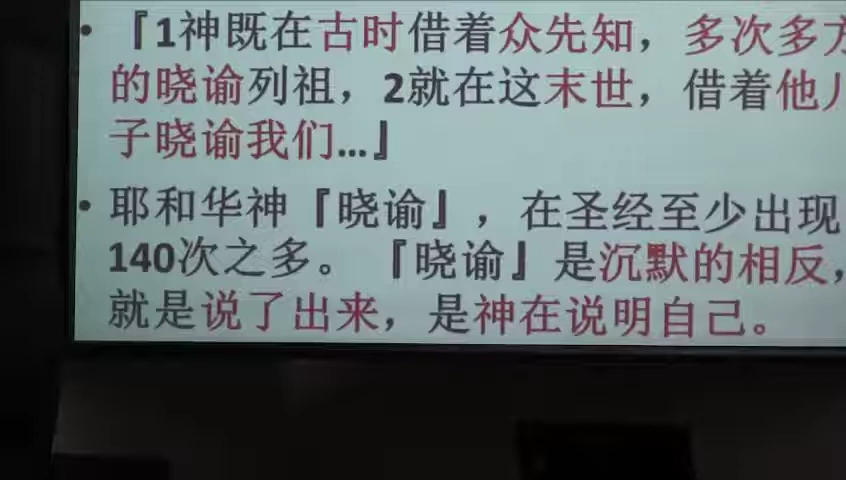 • 『1神既在古时借着众先知，多次多方
的晓谕列祖，2就在这末世，借着他儿
子晓谕我们…』
• 耶和华神『晓谕』，在圣经至少出现
140次之多。『晓谕』是沉默的相反，
就是说了出来，是神在说明自己。